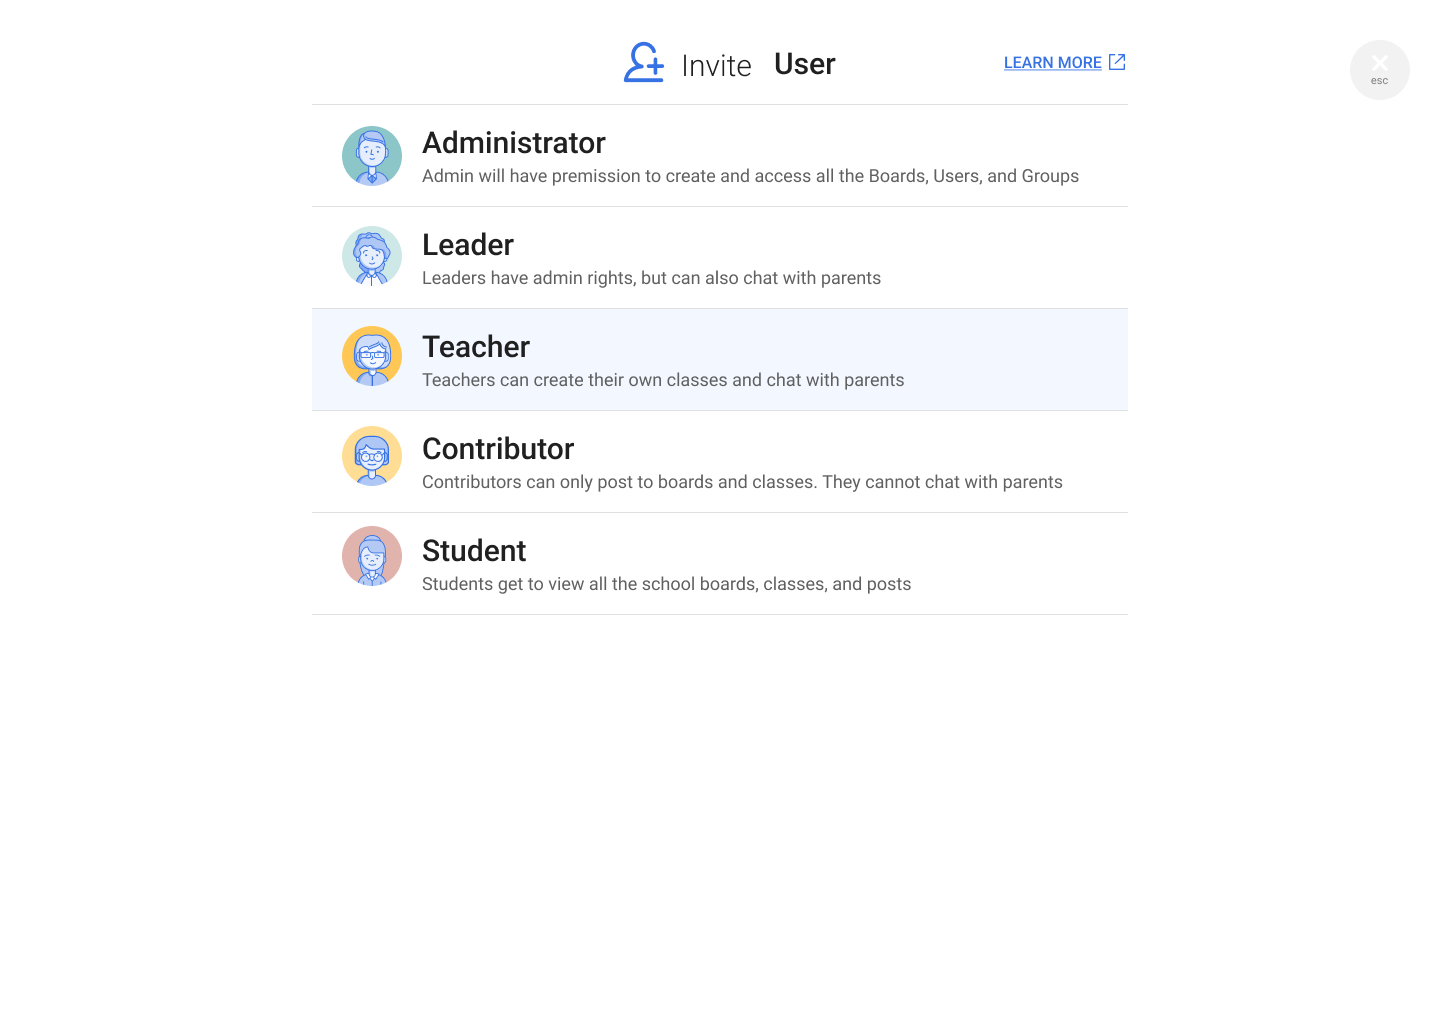 Invite User
LEARN MORE
esc
Administrator
Admin will have premission to create and access all the Boards, Users, and Groups
Leader
Leaders have admin rights, but can also chat with parents
Teacher
Teachers can create their own classes and chat with parents
Contributor
Contributors can only post to boards and classes. They cannot chat with parents
Student
Students get to view all the school boards, classes, and posts